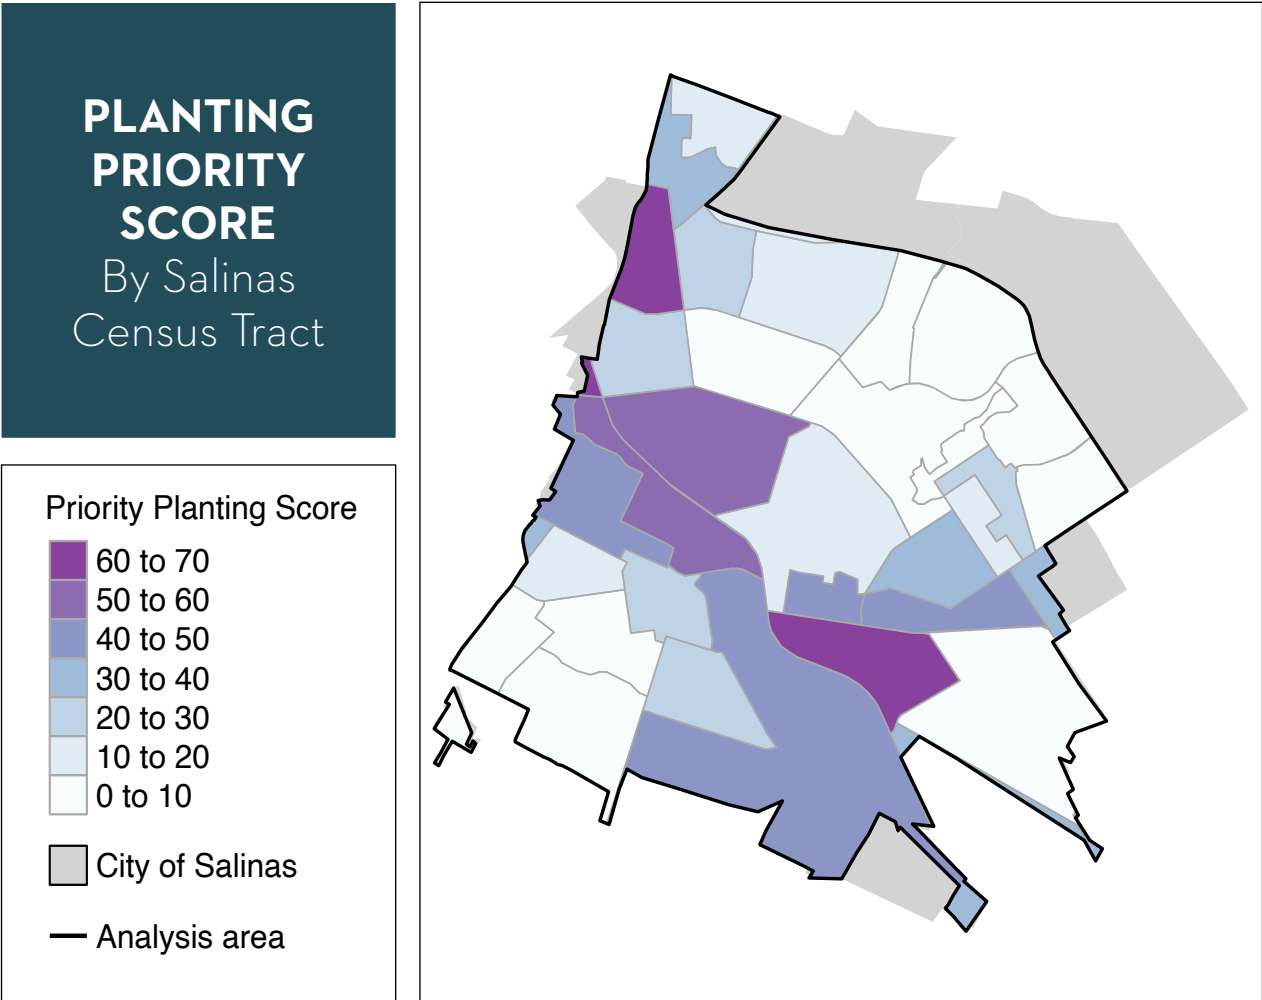 PLANTING
PRIORITY
SCORE
By Salinas
Census Tract
Priority Planting Score
60 to 70
50 to 60
40 to 50
30 to 40
20 to 30
10 to 20
0 to 10
City of Salinas
Analysis area